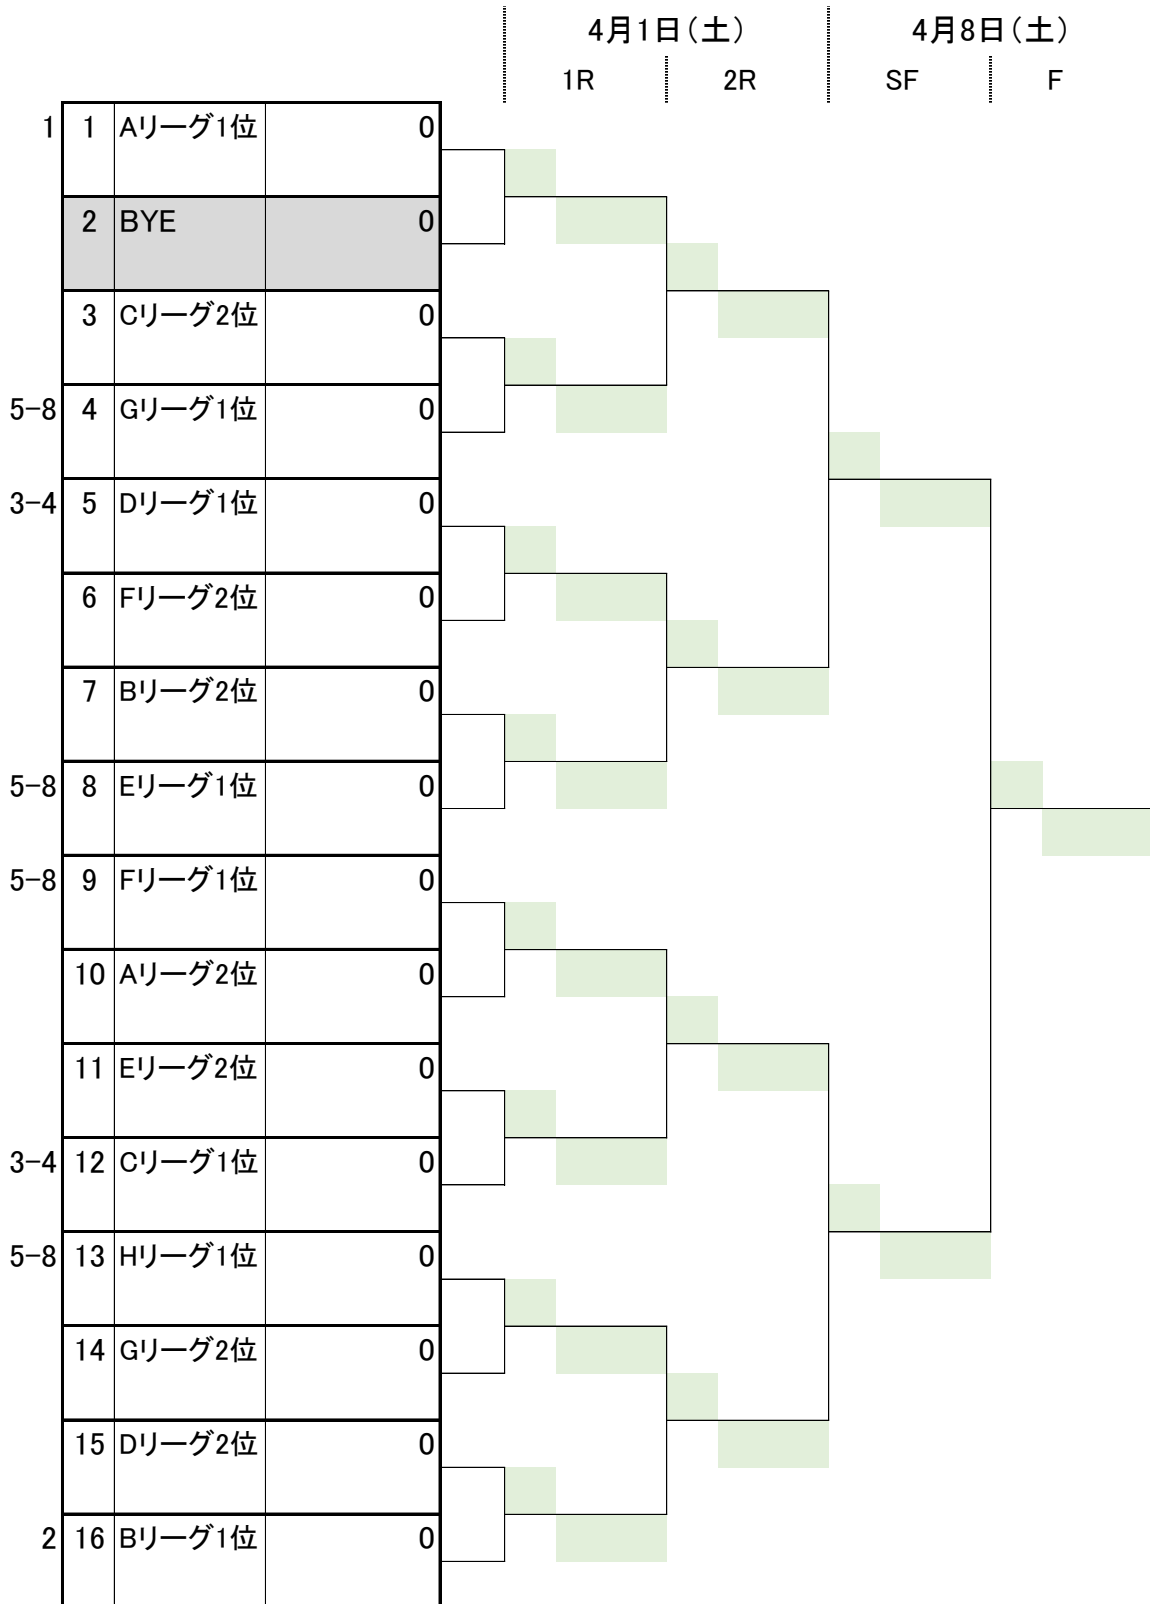 4月1日（土） 4月8日（土）
1R 2R SF F
1 1 Aリーグ1位 0
2 BYE 0
3 Cリーグ2位 0
5-8 4 Gリーグ1位 0
3-4 5 Dリーグ1位 0
6 Fリーグ2位 0
7 Bリーグ2位 0
5-8 8 Eリーグ1位 0
5-8 9 Fリーグ1位 0
10 Aリーグ2位 0
11 Eリーグ2位 0
3-4 12 Cリーグ1位 0
5-8 13 Hリーグ1位 0
14 Gリーグ2位 0
15 Dリーグ2位 0
2 16 Bリーグ1位 0